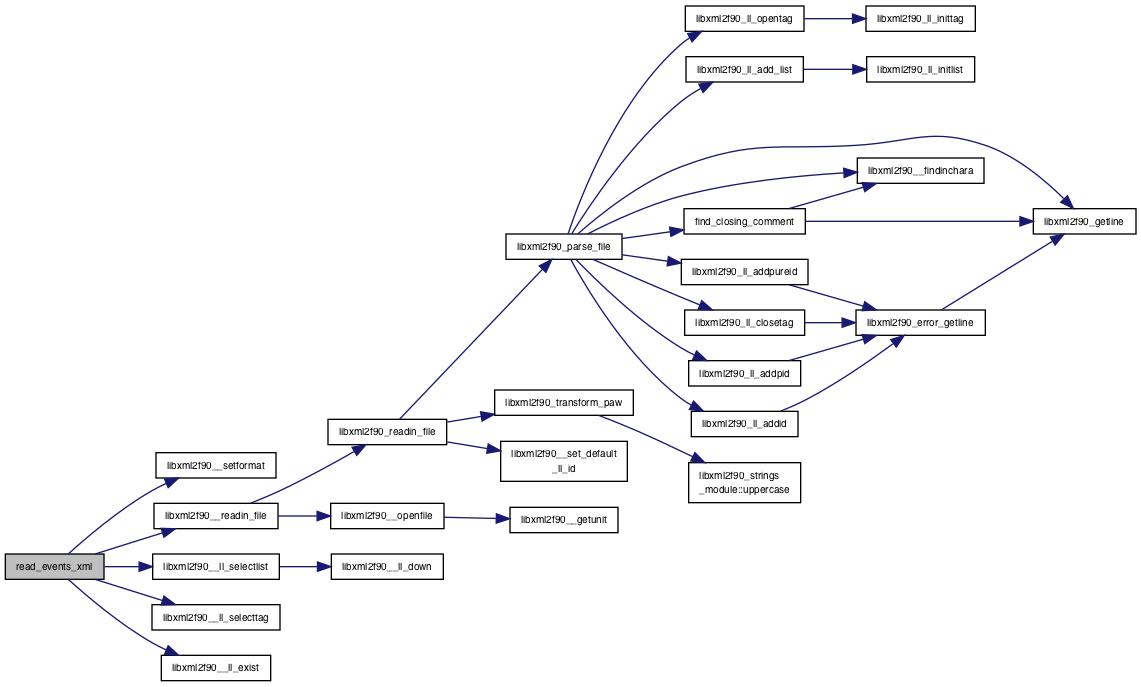 libxml2f90_ll_opentag
libxml2f90_ll_inittag
libxml2f90_ll_add_list
libxml2f90_ll_initlist
libxml2f90__findinchara
find_closing_comment
libxml2f90_getline
libxml2f90_parse_file
libxml2f90_ll_addpureid
libxml2f90_ll_closetag
libxml2f90_error_getline
libxml2f90_ll_addpid
libxml2f90_transform_paw
libxml2f90_ll_addid
libxml2f90_readin_file
libxml2f90__set_default
_ll_id
libxml2f90_strings
_module::uppercase
libxml2f90__setformat
libxml2f90__readin_file
libxml2f90__openfile
libxml2f90__getunit
read_events_xml
libxml2f90__ll_selectlist
libxml2f90__ll_down
libxml2f90__ll_selecttag
libxml2f90__ll_exist